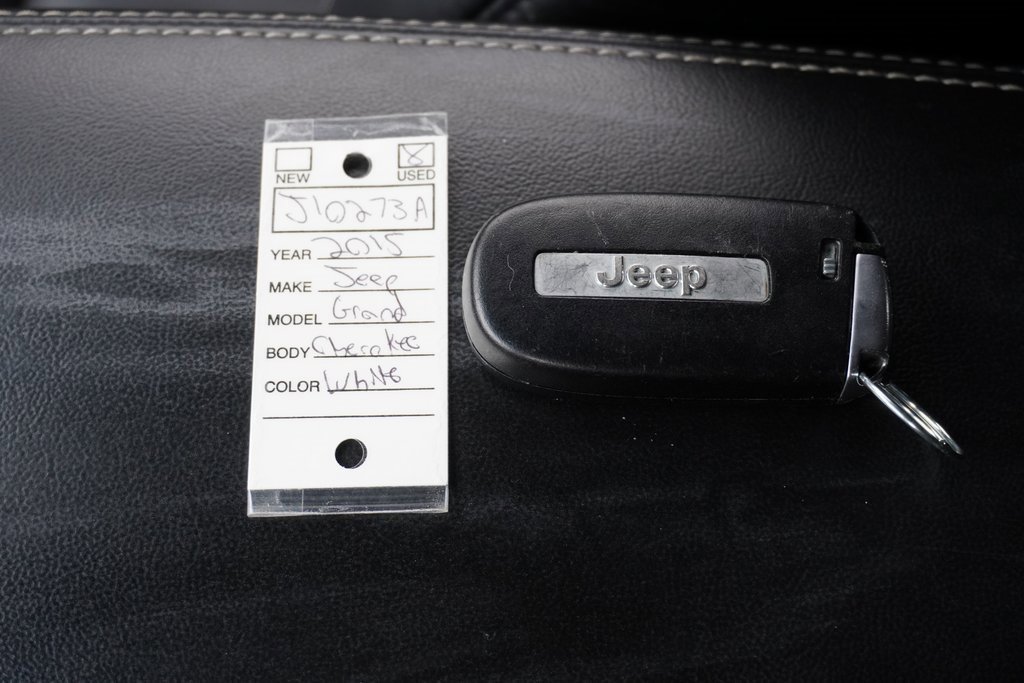 NEW USED
J10273A
YEAR 2015
MAKE Jeep
MODEL Grand
BODY Cherokee
COLOR White
Jeep